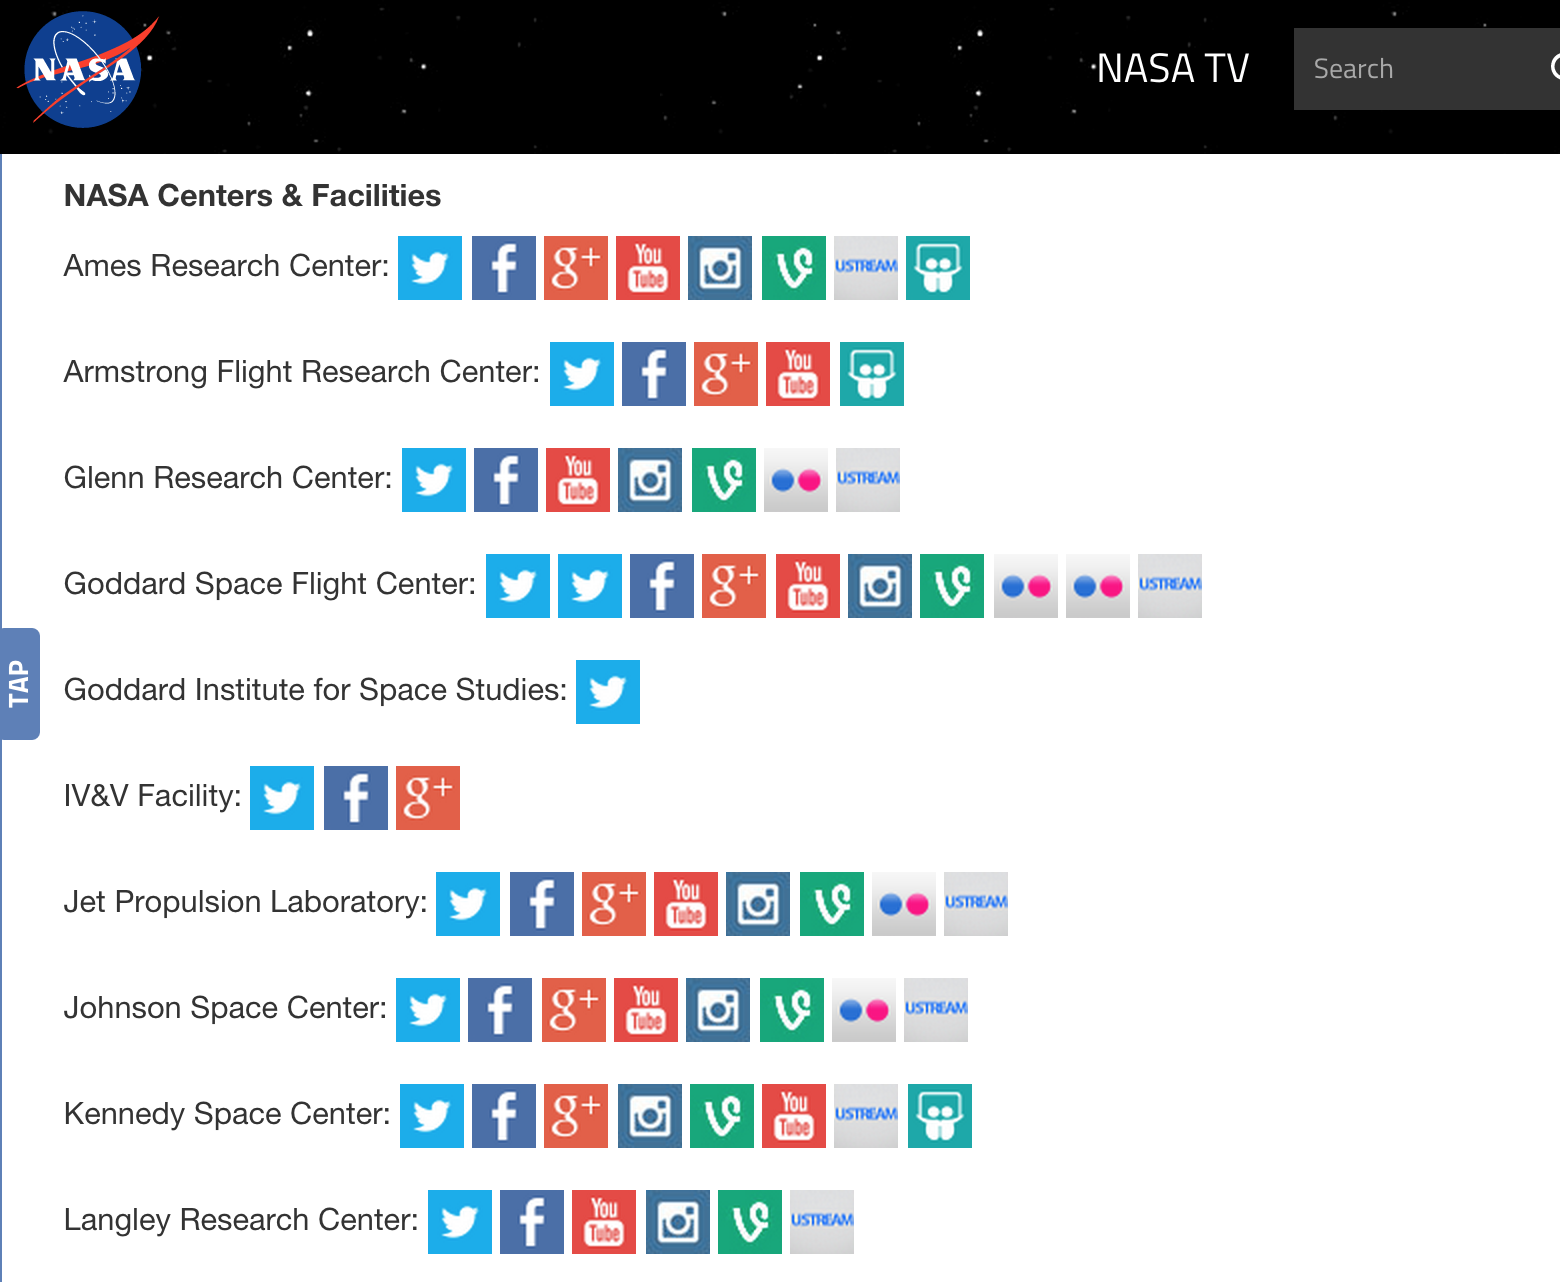 NASA
NASA TV
Search
NASA Centers & Facilities
Ames Research Center: f g+ You Tube USTREAM
Armstrong Flight Research Center: f g+ You Tube
Glenn Research Center: f You Tube USTREAM
Goddard Space Flight Center: f g+ You Tube USTREAM
TAP
Goddard Institute for Space Studies:
IV&V Facility: f g+
Jet Propulsion Laboratory: f g+ You Tube USTREAM
Johnson Space Center: f g+ You Tube USTREAM
Kennedy Space Center: f g+ You Tube USTREAM
Langley Research Center: f You Tube USTREAM